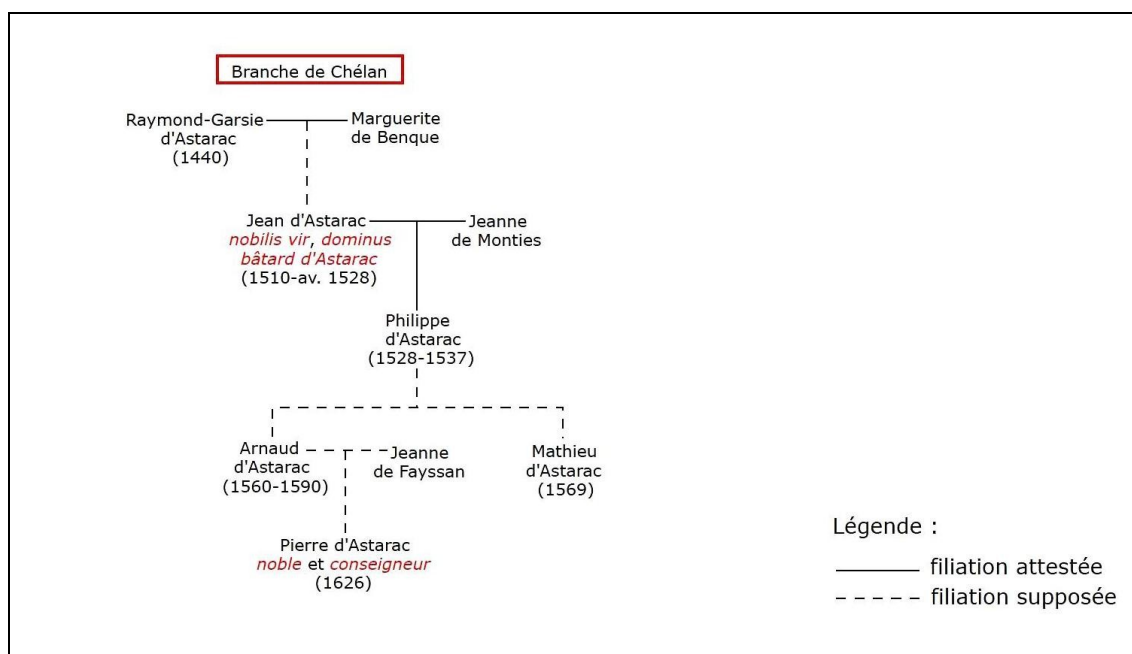 Branche de Chélan
Raymond-Garsie
d'Astarac
(1440)
Marguerite
de Benque
Jean d'Astarac
nobilis vir, dominus
bâtard d'Astarac
(1510-av. 1528)
Jeanne
de Monties
Philippe
d'Astarac
(1528-1537)
Arnaud
d'Astarac
(1560-1590)
Jeanne
de Fayssan
Mathieu
d'Astarac
(1569)
Pierre d'Astarac
noble et conseigneur
(1626)
Légende :
filiation attestée
filiation supposée